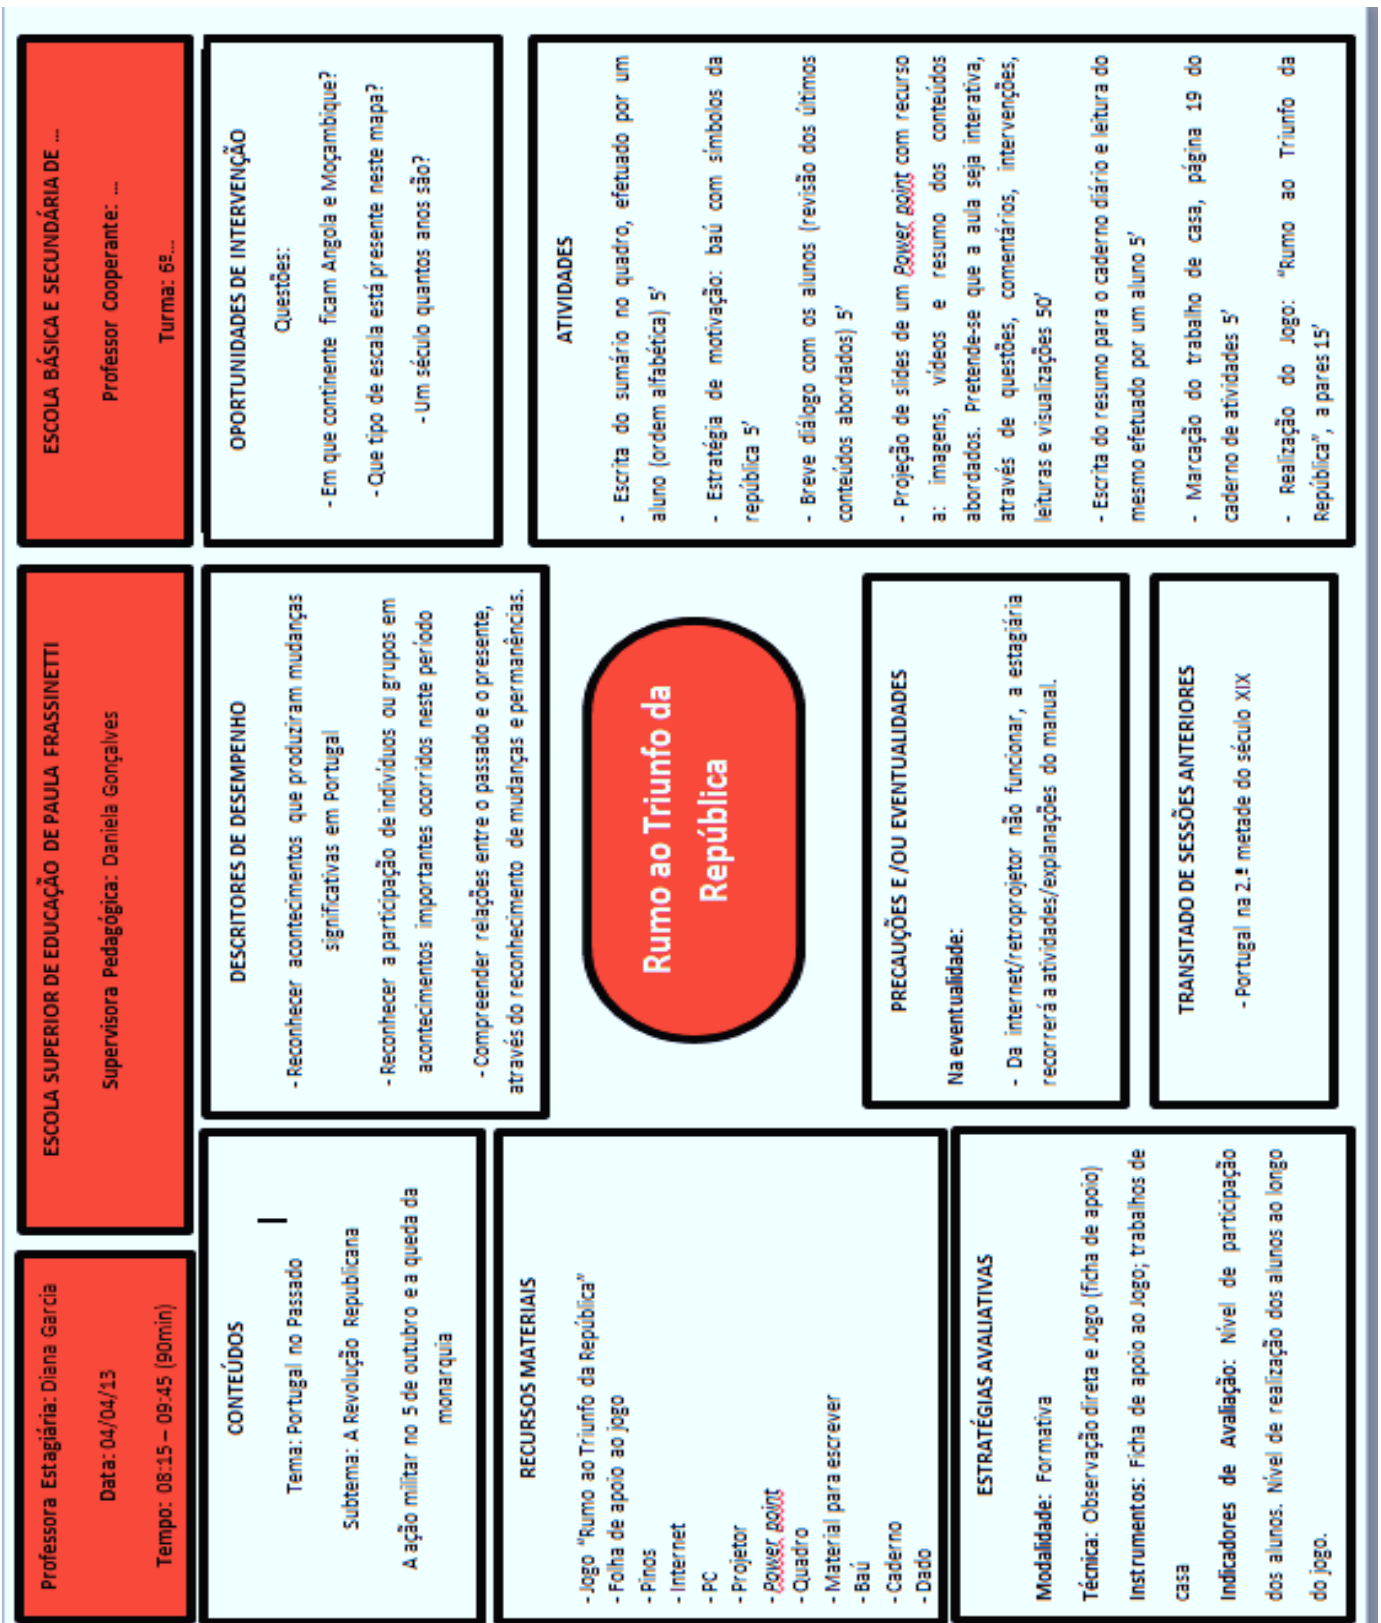 Professora Estagiária: Diana Garcia
Data: 04/04/13
Tempo: 08:15 – 09:45 (90min)
ESCOLA SUPERIOR DE EDUCAÇÃO DE PAULA FRASSINETTI
Supervisora Pedagógica: Daniela Gonçalves
ESCOLA BÁSICA E SECUNDÁRIA DE ...
Professor Cooperante: ...
Turma: 6º...
CONTEÚDOS
Tema: Portugal no Passado
Subtema: A Revolução Republicana
A ação militar no 5 de outubro e a queda da
monarquia
DESCRITORES DE DESEMPENHO
- Reconhecer acontecimentos que produziram mudanças
significativas em Portugal
- Reconhecer a participação de indivíduos ou grupos em
acontecimentos importantes ocorridos neste período
- Compreender relações entre o passado e o presente,
através do reconhecimento de mudanças e permanências.
OPORTUNIDADES DE INTERVENÇÃO
Questões:
- Em que continente ficam Angola e Moçambique?
- Que tipo de escala está presente neste mapa?
- Um século quantos anos são?
RECURSOS MATERIAIS
- Jogo "Rumo ao Triunfo da República"
- Folha de apoio ao jogo
- Pinos
- Internet
- PC
- Projetor
- Power point
- Quadro
- Material para escrever
- Baú
- Caderno
- Dado
Rumo ao Triunfo da
República
ATIVIDADES
- Escrita do sumário no quadro, efetuado por um
aluno (ordem alfabética) 5'
- Estratégia de motivação: baú com símbolos da
república 5'
- Breve diálogo com os alunos (revisão dos últimos
conteúdos abordados) 5'
- Projeção de slides de um Power point com recurso
a: imagens, vídeos e resumo dos conteúdos
abordados. Pretende-se que a aula seja interativa,
através de questões, comentários, intervenções,
leituras e visualizações 50'
- Escrita do resumo para o caderno diário e leitura do
mesmo efetuado por um aluno 5'
- Marcação do trabalho de casa, página 19 do
caderno de atividades 5'
- Realização do Jogo: "Rumo ao Triunfo da
República", a pares 15'
ESTRATÉGIAS AVALIATIVAS
Modalidade: Formativa
Técnica: Observação direta e Jogo (ficha de apoio)
Instrumentos: Ficha de apoio ao Jogo; trabalhos de
casa
Indicadores de Avaliação: Nível de participação
dos alunos. Nível de realização dos alunos ao longo
do jogo.
PRECAUÇÕES E /OU EVENTUALIDADES
Na eventualidade:
- Da internet/retroprojetor não funcionar, a estagiária
recorrerá a atividades/explanações do manual.
TRANSITADO DE SESSÕES ANTERIORES
- Portugal na 2.ª metade do século XIX